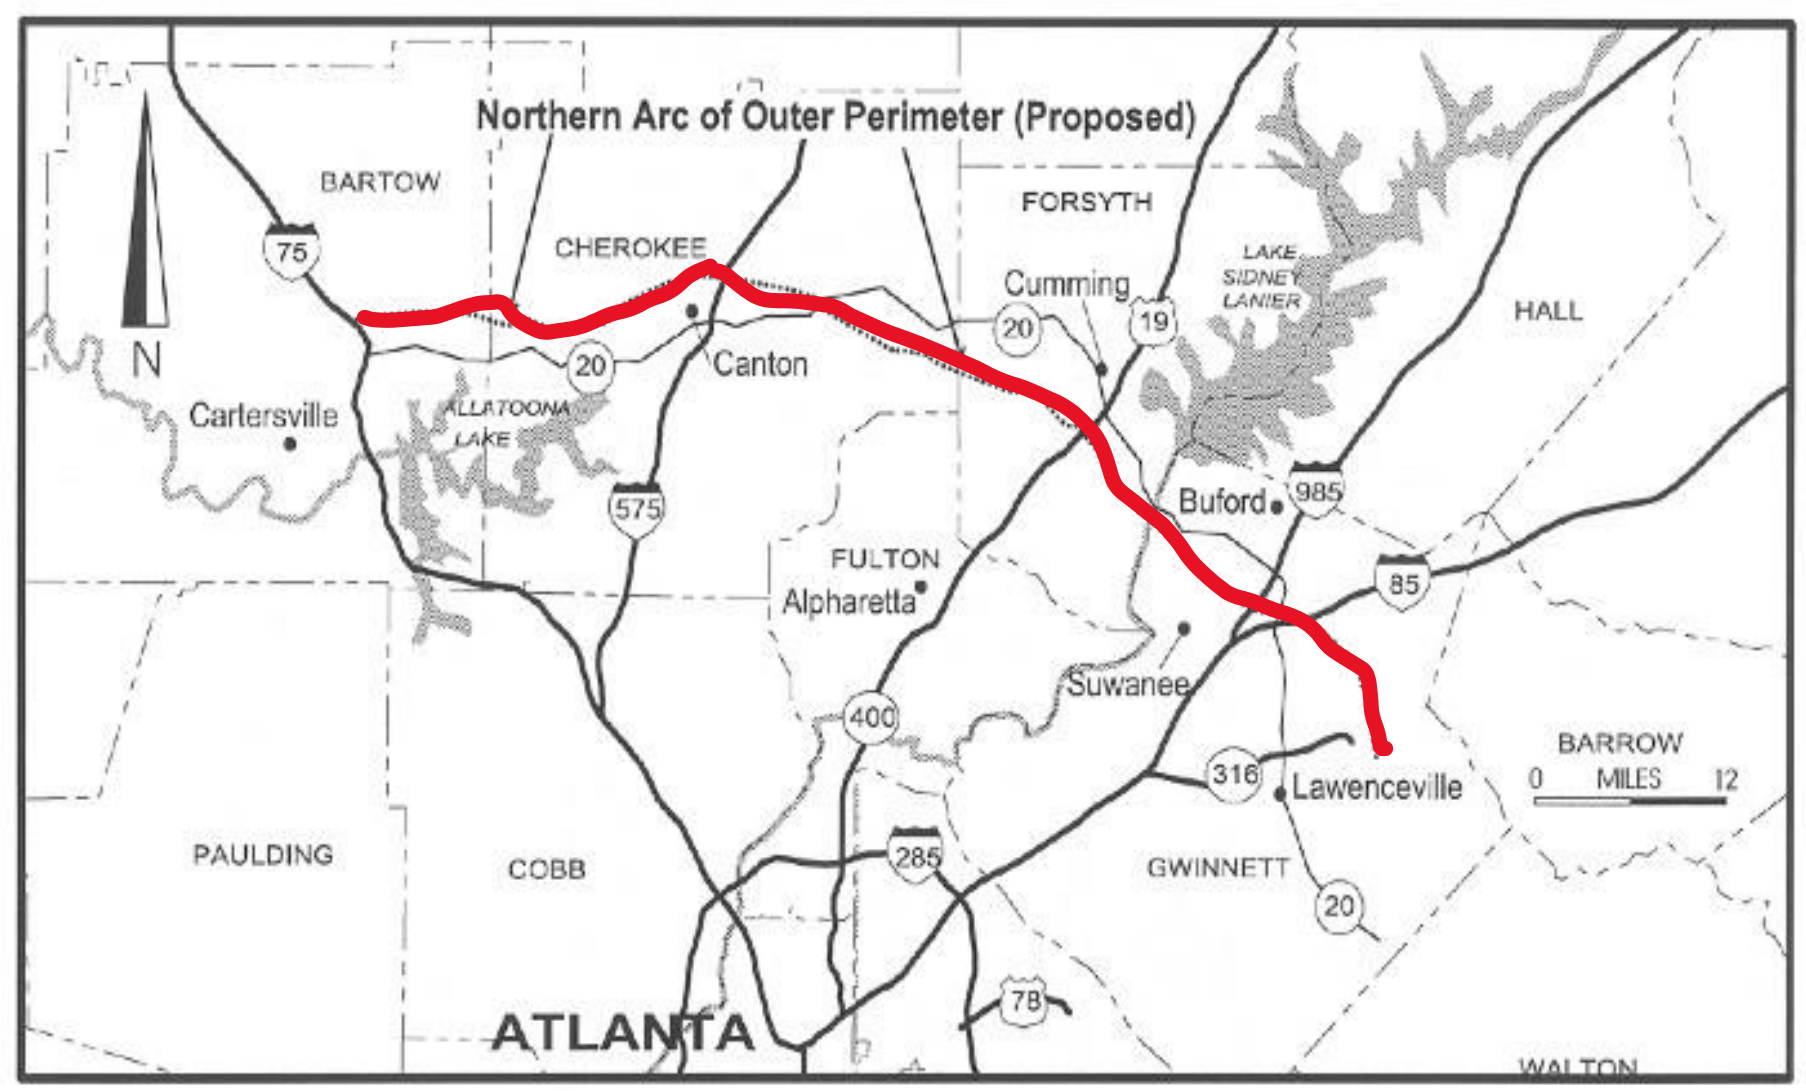 Northern Arc of Outer Perimeter (Proposed)
BARTOW
FORSYTH
CHEROKEE
75
LAKE
SIDNEY
LANIER
Cumming
19
20
HALL
N
Canton
20
Cartersville
ALLATOONA
LAKE
575
Buford
985
FULTON
Alpharetta
85
Suwanee
400
BARROW
316
Lawenceville
0 MILES 12
PAULDING
COBB
285
GWINNETT
20
78
ATLANTA
WALTON